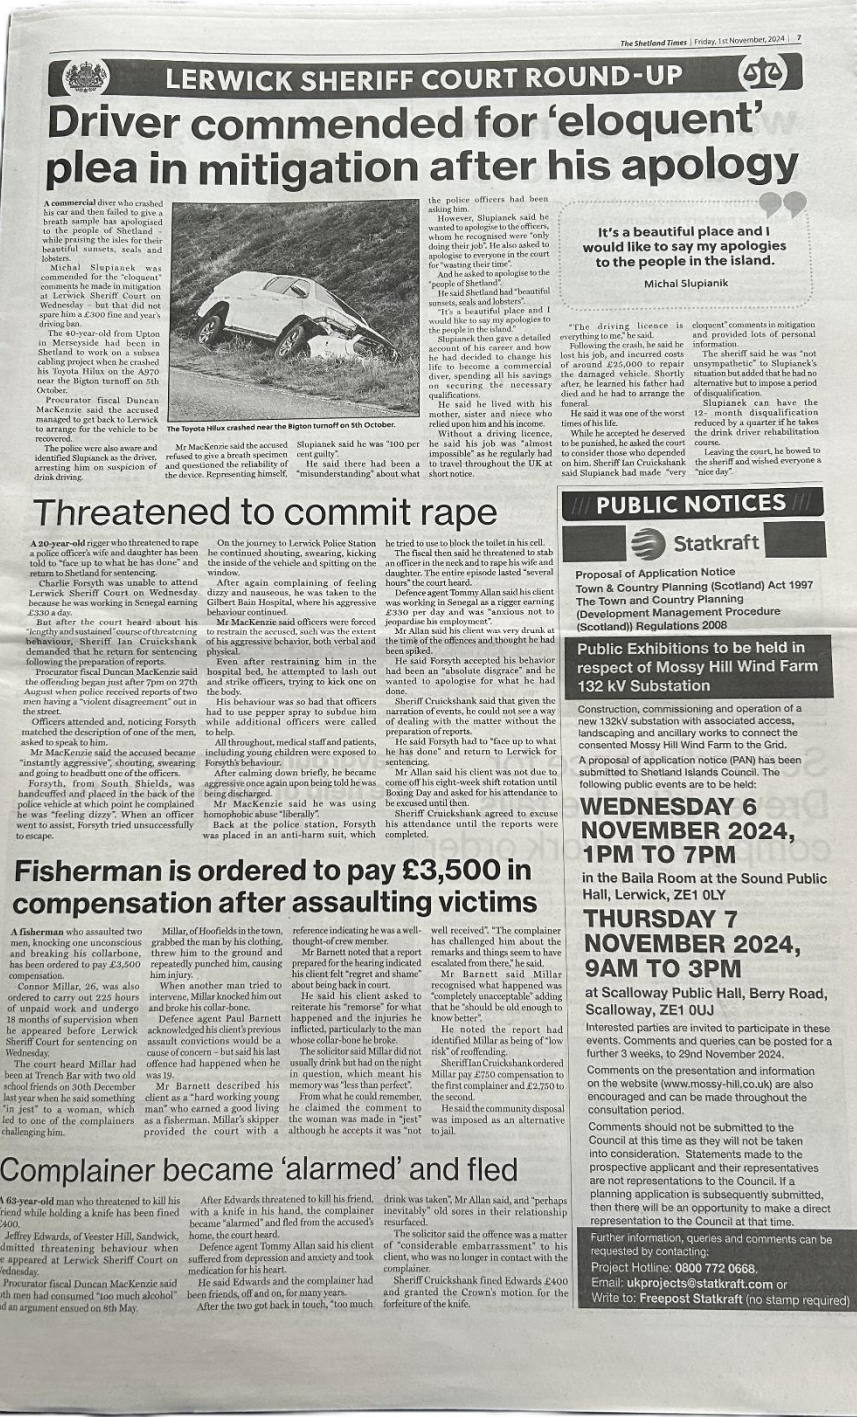 The Shetland Times | Friday, 1st November, 2024 | 7
LERWICK SHERIFF COURT ROUND-UP
Driver commended for ‘eloquent’
plea in mitigation after his apology
A commercial diver who crashed
his car and then failed to give a
breath sample has apologised
to the people of Shetland –
while praising the isles for their
beautiful sunsets, seals and
lobsters.
Michal Slupianek was
commended for the "eloquent"
comments he made in mitigation
at Lerwick Sheriff Court on
Wednesday – but that did not
spare him a £300 fine and year's
driving ban.
The 40-year-old from Upton
in Merseyside had been in
Shetland to work on a subsea
cabling project when he crashed
his Toyota Hilux on the A970
near the Bigton turnoff on 5th
October.
Procurator fiscal Duncan
MacKenzie said the accused
managed to get back to Lerwick
to arrange for the vehicle to be
recovered.
The police were also aware and
identified Slupianek as the driver,
arresting him on suspicion of
drink driving.
The Toyota Hilux crashed near the Bigton turnoff on 5th October.
Mr MacKenzie said the accused
refused to give a breath specimen
and questioned the reliability of
the device. Representing himself,
Slupianek said he was "100 per
cent guilty".
He said there had been a
"misunderstanding" about what
the police officers had been
asking him.
However, Slupianek said he
wanted to apologise to the officers,
whom he recognised were "only
doing their job". He also asked to
apologise to everyone in the court
for "wasting their time".
And he asked to apologise to the
"people of Shetland".
He said Shetland had "beautiful
sunsets, seals and lobsters".
"It's a beautiful place and I
would like to say my apologies to
the people in the island."
Slupianek then gave a detailed
account of his career and how
he had decided to change his
life to become a commercial
diver, spending all his savings
on securing the necessary
qualifications.
He said he lived with his
mother, sister and niece who
relied upon him and his income.
Without a driving licence,
he said his job was "almost
impossible" as he regularly had
to travel throughout the UK at
short notice.
It's a beautiful place and I
would like to say my apologies
to the people in the island.
Michal Slupianik
"The driving licence is
everything to me," he said.
Following the crash, he said he
lost his job, and incurred costs
of around £25,000 to repair
the damaged vehicle. Shortly
after, he learned his father had
died and he had to arrange the
funeral.
He said it was one of the worst
times of his life.
While he accepted he deserved
to be punished, he asked the court
to consider those who depended
on him. Sheriff Ian Cruickshank
said Slupianek had made "very
eloquent" comments in mitigation
and provided lots of personal
information.
The sheriff said he was "not
unsympathetic" to Slupianek's
situation but added he had no
alternative but to impose a period
of disqualification.
Slupianek can have the
12- month disqualification
reduced by a quarter if he takes
the drink driver rehabilitation
course.
Leaving the court, he bowed to
the sheriff and wished everyone a
"nice day".
Threatened to commit rape
A 20-year-old rigger who threatened to rape
a police officer's wife and daughter has been
told to "face up to what he has done" and
return to Shetland for sentencing.
Charlie Forsyth was unable to attend
Lerwick Sheriff Court on Wednesday
because he was working in Senegal earning
£330 a day.
But after the court heard about his
"lengthy and sustained" course of threatening
behaviour, Sheriff Ian Cruickshank
demanded that he return for sentencing
following the preparation of reports.
Procurator fiscal Duncan MacKenzie said
the offending began just after 7pm on 27th
August when police received reports of two
men having a "violent disagreement" out in
the street.
Officers attended and, noticing Forsyth
matched the description of one of the men,
asked to speak to him.
Mr MacKenzie said the accused became
"instantly aggressive", shouting, swearing
and going to headbutt one of the officers.
Forsyth, from South Shields, was
handcuffed and placed in the back of the
police vehicle at which point he complained
he was "feeling dizzy". When an officer
went to assist, Forsyth tried unsuccessfully
to escape.
On the journey to Lerwick Police Station
he continued shouting, swearing, kicking
the inside of the vehicle and spitting on the
window.
After again complaining of feeling
dizzy and nauseous, he was taken to the
Gilbert Bain Hospital, where his aggressive
behaviour continued.
Mr MacKenzie said officers were forced
to restrain the accused, such was the extent
of his aggressive behavior, both verbal and
physical.
Even after restraining him in the
hospital bed, he attempted to lash out
and strike officers, trying to kick one on
the body.
His behaviour was so bad that officers
had to use pepper spray to subdue him
while additional officers were called
to help.
All throughout, medical staff and patients,
including young children were exposed to
Forsyth's behaviour.
After calming down briefly, he became
aggressive once again upon being told he was
being discharged.
Mr MacKenzie said he was using
homophobic abuse "liberally".
Back at the police station, Forsyth
was placed in an anti-harm suit, which
he tried to use to block the toilet in his cell.
The fiscal then said he threatened to stab
an officer in the neck and to rape his wife and
daughter. The entire episode lasted "several
hours" the court heard.
Defence agent Tommy Allan said his client
was working in Senegal as a rigger earning
£330 per day and was "anxious not to
jeopardise his employment".
Mr Allan said his client was very drunk at
the time of the offences and thought he had
been spiked.
He said Forsyth accepted his behavior
had been an "absolute disgrace" and he
wanted to apologise for what he had
done.
Sheriff Cruickshank said that given the
narration of events, he could not see a way
of dealing with the matter without the
preparation of reports.
He said Forsyth had to "face up to what
he has done" and return to Lerwick for
sentencing.
Mr Allan said his client was not due to
come off his eight-week shift rotation until
Boxing Day and asked for his attendance to
be excused until then.
Sheriff Cruickshank agreed to excuse
his attendance until the reports were
completed.
Fisherman is ordered to pay £3,500 in
compensation after assaulting victims
A fisherman who assaulted two
men, knocking one unconscious
and breaking his collarbone,
has been ordered to pay £3,500
compensation.
Connor Millar, 26, was also
ordered to carry out 225 hours
of unpaid work and undergo
18 months of supervision when
he appeared before Lerwick
Sheriff Court for sentencing on
Wednesday.
The court heard Millar had
been at Trench Bar with two old
school friends on 30th December
last year when he said something
"in jest" to a woman, which
led to one of the complainers
challenging him.
Millar, of Hoofields in the town,
grabbed the man by his clothing,
threw him to the ground and
repeatedly punched him, causing
him injury.
When another man tried to
intervene, Millar knocked him out
and broke his collar-bone.
Defence agent Paul Barnett
acknowledged his client's previous
assault convictions would be a
cause of concern – but said his last
offence had happened when he
was 19.
Mr Barnett described his
client as a "hard working young
man" who earned a good living
as a fisherman. Millar's skipper
provided the court with a
reference indicating he was a well-
thought-of crew member.
Mr Barnett noted that a report
prepared for the hearing indicated
his client felt "regret and shame"
about being back in court.
He said his client asked to
reiterate his "remorse" for what
happened and the injuries he
inflicted, particularly to the man
whose collar-bone he broke.
The solicitor said Millar did not
usually drink but had on the night
in question, which meant his
memory was "less than perfect".
From what he could remember,
he claimed the comment to
the woman was made in "jest"
although he accepts it was "not
well received". "The complainer
has challenged him about the
remarks and things seem to have
escalated from there," he said.
Mr Barnett said Millar
recognised what happened was
"completely unacceptable" adding
that he "should be old enough to
know better".
He noted the report had
identified Millar as being of "low
risk" of reoffending.
Sheriff Ian Cruickshank ordered
Millar pay £750 compensation to
the first complainer and £2,750 to
the second.
He said the community disposal
was imposed as an alternative
to jail.
Complainer became ‘alarmed’ and fled
A 63-year-old man who threatened to kill his
friend while holding a knife has been fined
£400.
Jeffrey Edwards, of Veester Hill, Sandwick,
admitted threatening behaviour when
he appeared at Lerwick Sheriff Court on
Wednesday.
Procurator fiscal Duncan MacKenzie said
both men had consumed "too much alcohol"
and an argument ensued on 8th May.
After Edwards threatened to kill his friend,
with a knife in his hand, the complainer
became "alarmed" and fled from the accused's
home, the court heard.
Defence agent Tommy Allan said his client
suffered from depression and anxiety and took
medication for his heart.
He said Edwards and the complainer had
been friends, off and on, for many years.
After the two got back in touch, "too much
drink was taken", Mr Allan said, and "perhaps
inevitably" old sores in their relationship
resurfaced.
The solicitor said the offence was a matter
of "considerable embarrassment" to his
client, who was no longer in contact with the
complainer.
Sheriff Cruickshank fined Edwards £400
and granted the Crown's motion for the
forfeiture of the knife.
PUBLIC NOTICES
Statkraft
Proposal of Application Notice
Town & Country Planning (Scotland) Act 1997
The Town and Country Planning
(Development Management Procedure
(Scotland)) Regulations 2008
Public Exhibitions to be held in
respect of Mossy Hill Wind Farm
132 kV Substation
Construction, commissioning and operation of a
new 132kV substation with associated access,
landscaping and ancillary works to connect the
consented Mossy Hill Wind Farm to the Grid.
A proposal of application notice (PAN) has been
submitted to Shetland Islands Council. The
following public events are to be held:
WEDNESDAY 6
NOVEMBER 2024,
1PM TO 7PM
in the Baila Room at the Sound Public
Hall, Lerwick, ZE1 0LY
THURSDAY 7
NOVEMBER 2024,
9AM TO 3PM
at Scalloway Public Hall, Berry Road,
Scalloway, ZE1 0UJ
Interested parties are invited to participate in these
events. Comments and queries can be posted for a
further 3 weeks, to 29nd November 2024.
Comments on the presentation and information
on the website (www.mossy-hill.co.uk) are also
encouraged and can be made throughout the
consultation period.
Comments should not be submitted to the
Council at this time as they will not be taken
into consideration. Statements made to the
prospective applicant and their representatives
are not representations to the Council. If a
planning application is subsequently submitted,
then there will be an opportunity to make a direct
representation to the Council at that time.
Further information, queries and comments can be
requested by contacting:
Project Hotline: 0800 772 0668.
Email: ukprojects@statkraft.com or
Write to: Freepost Statkraft (no stamp required)